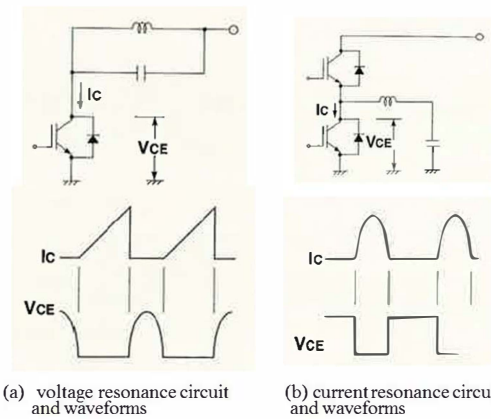 IC
VCE
IC
VCE
IC
VCE
IC
VCE
(a) voltage resonance circuit
and waveforms
(b) current resonance circu
and waveforms